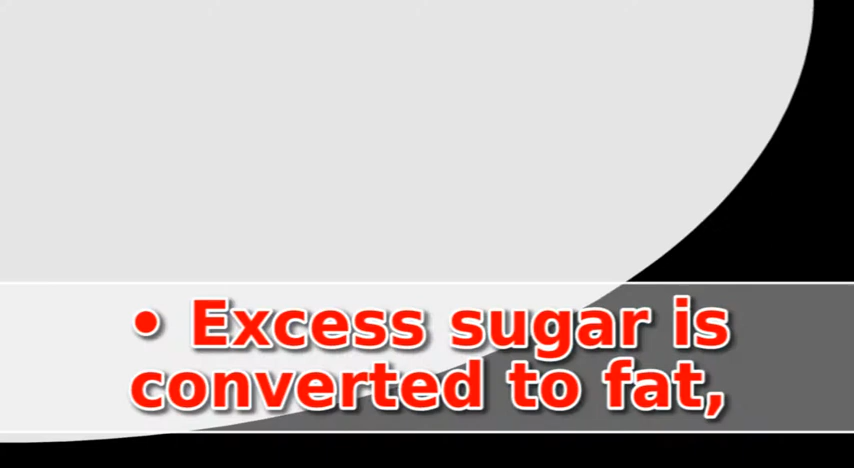 • Excess sugar is
converted to fat,